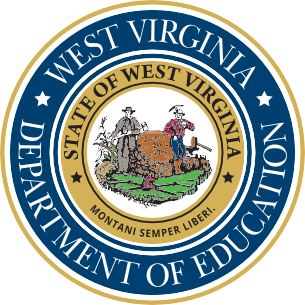 WEST VIRGINIA
DEPARTMENT OF EDUCATION
STATE OF WEST VIRGINIA
MONTANI SEMPER LIBERI.